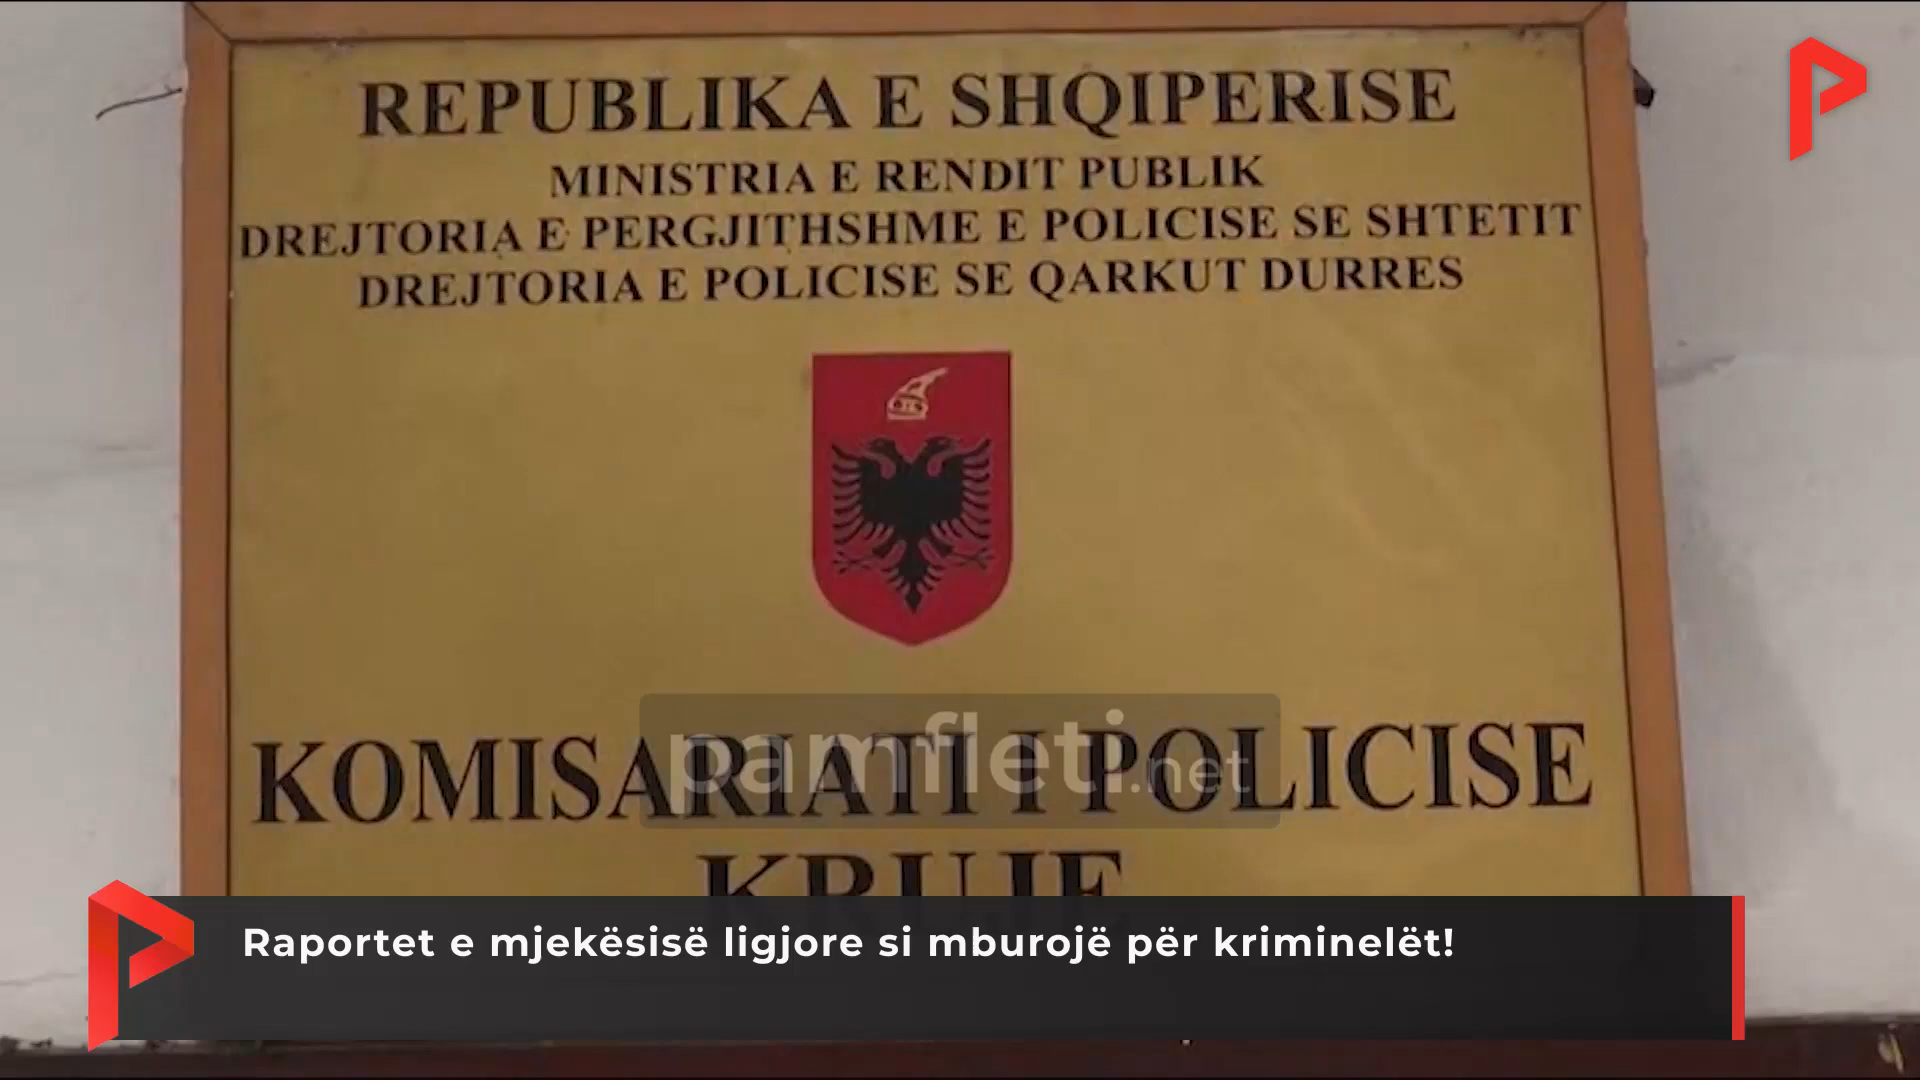 REPUBLIKA E SHQIPERISE
MINISTRIA E RENDIT PUBLIK
DREJTORIA E PERGJITHSHME E POLICISE SE SHTETIT
DREJTORIA E POLICISE SE QARKUT DURRES
KOMISARIATI I POLICISE
pamfleti.net
KRUJE
Raportet e mjekësisë ligjore si mburojë për kriminelët!